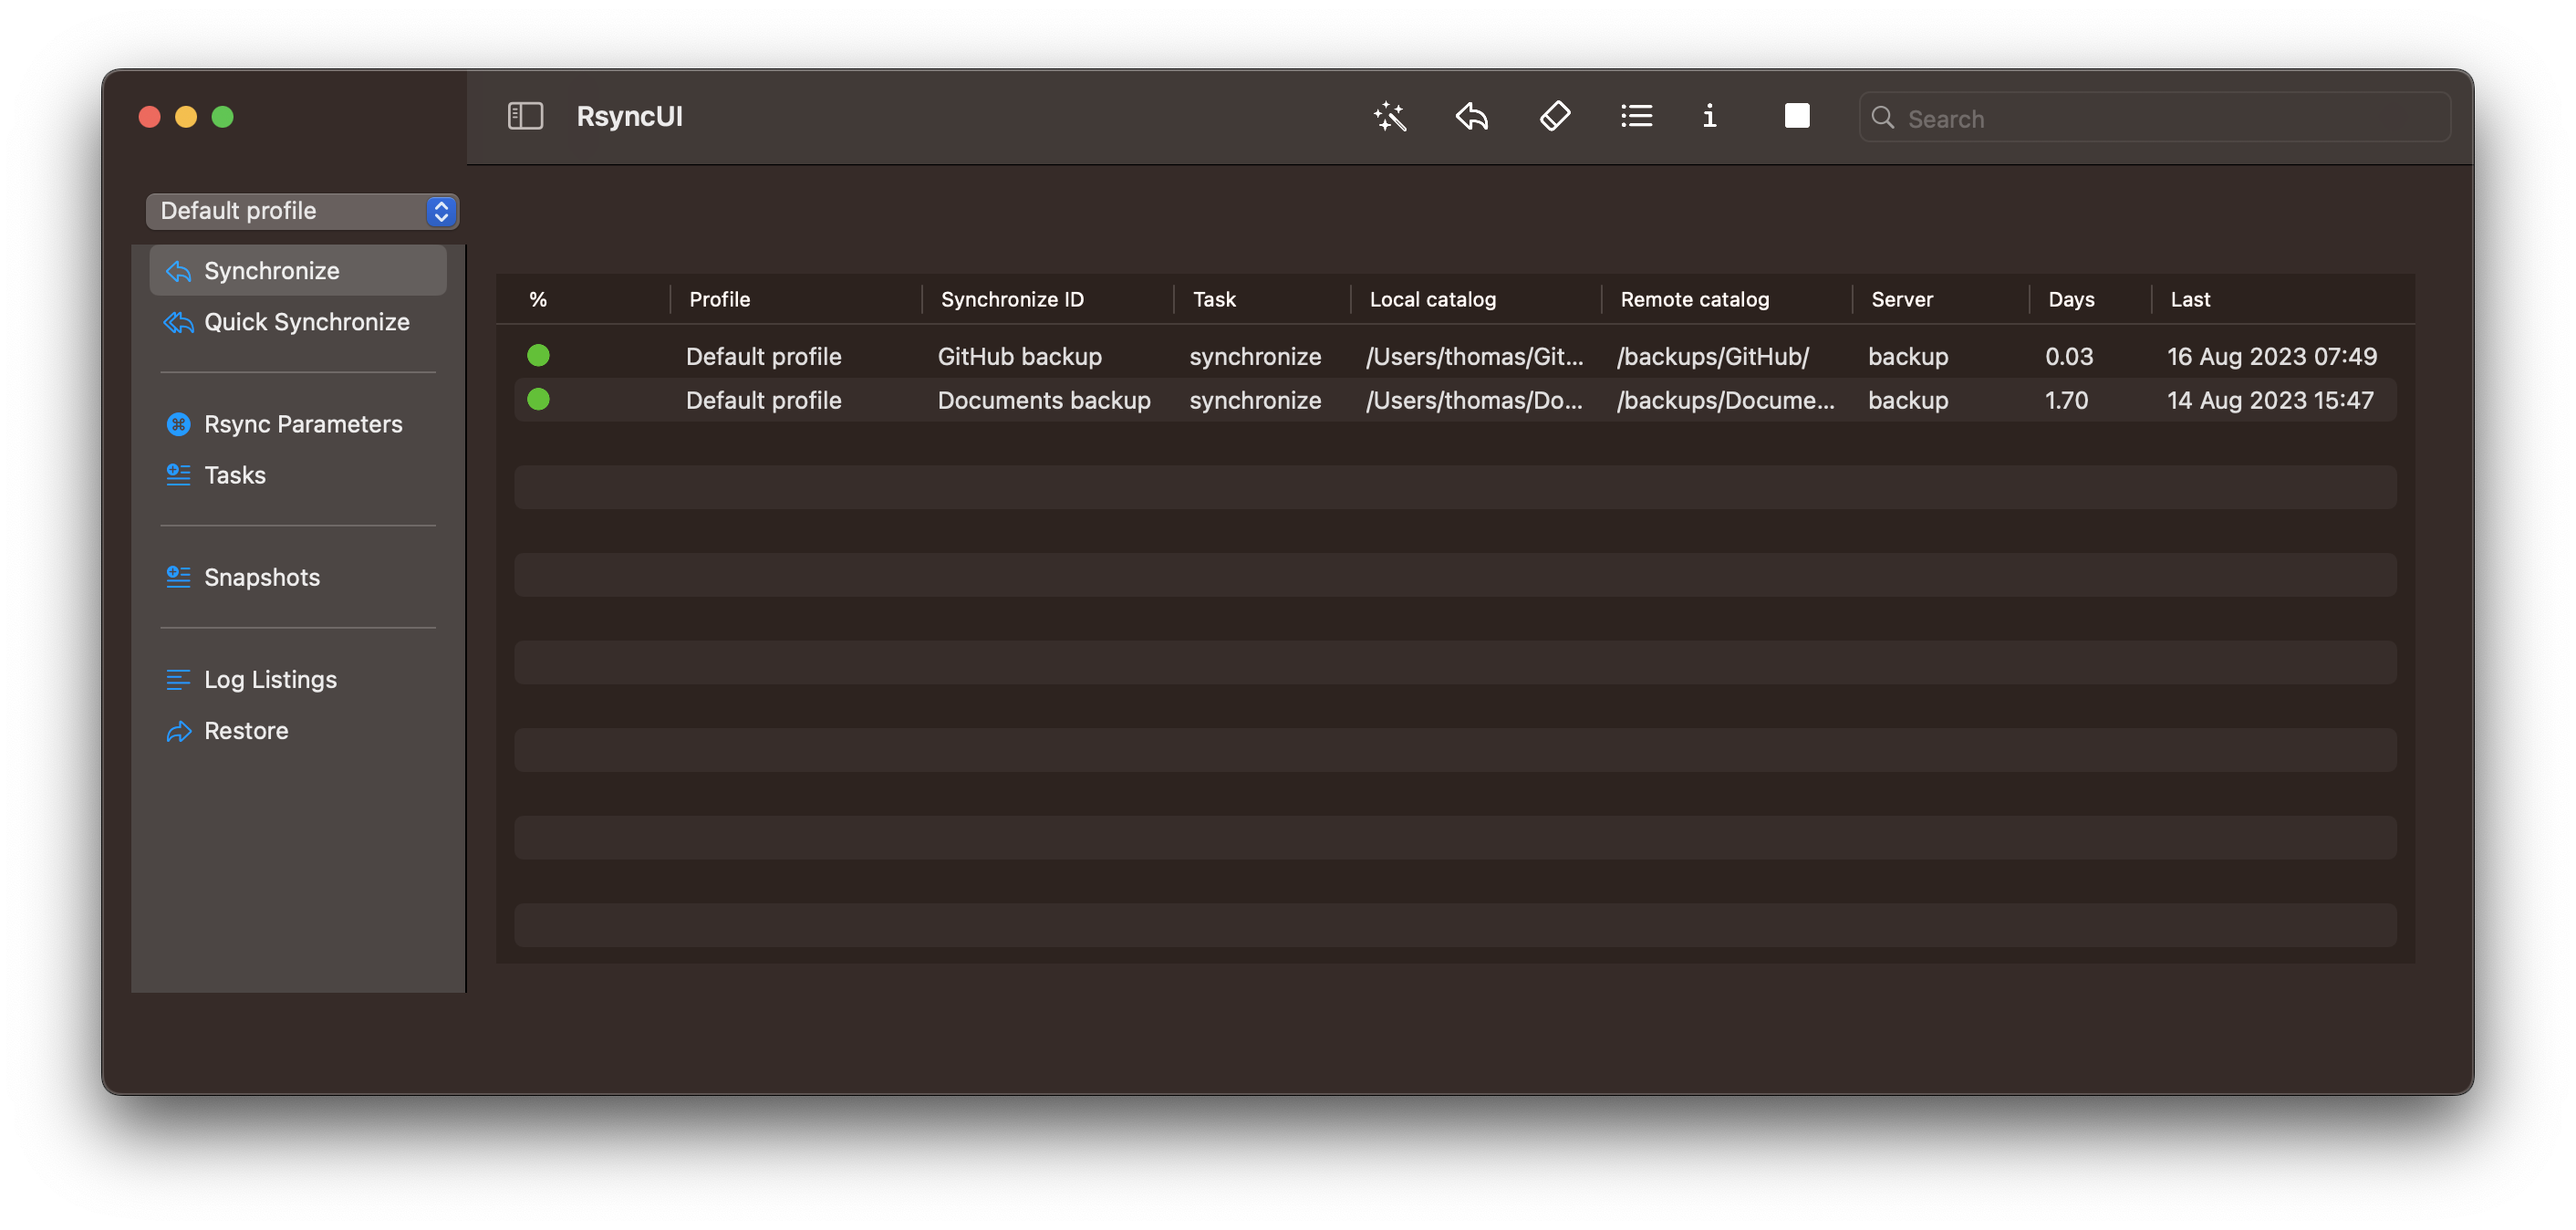 RsyncUI
Search
Default profile
Synchronize
Quick Synchronize
Rsync Parameters
Tasks
Snapshots
Log Listings
Restore
% Profile Synchronize ID Task Local catalog Remote catalog Server Days Last
Default profile GitHub backup synchronize /Users/thomas/Git... /backups/GitHub/ backup 0.03 16 Aug 2023 07:49
Default profile Documents backup synchronize /Users/thomas/Do... /backups/Docume... backup 1.70 14 Aug 2023 15:47